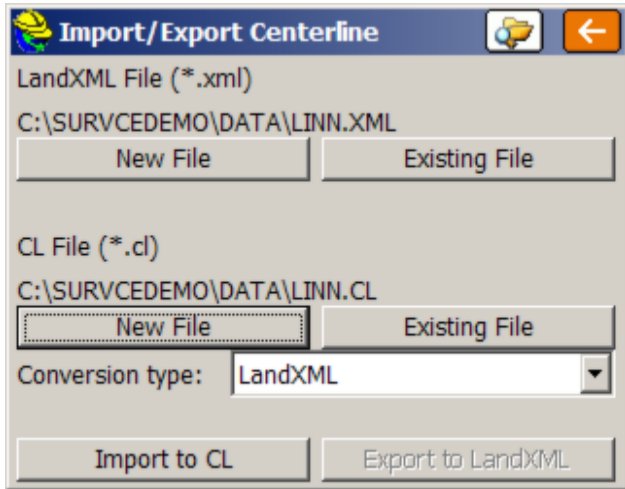 Import/Export Centerline
LandXML File (*.xml)
C:\SURVCEDEMO\DATA\LINN.XML
New File Existing File
CL File (*.cl)
C:\SURVCEDEMO\DATA\LINN.CL
New File Existing File
Conversion type: LandXML
Import to CL Export to LandXML